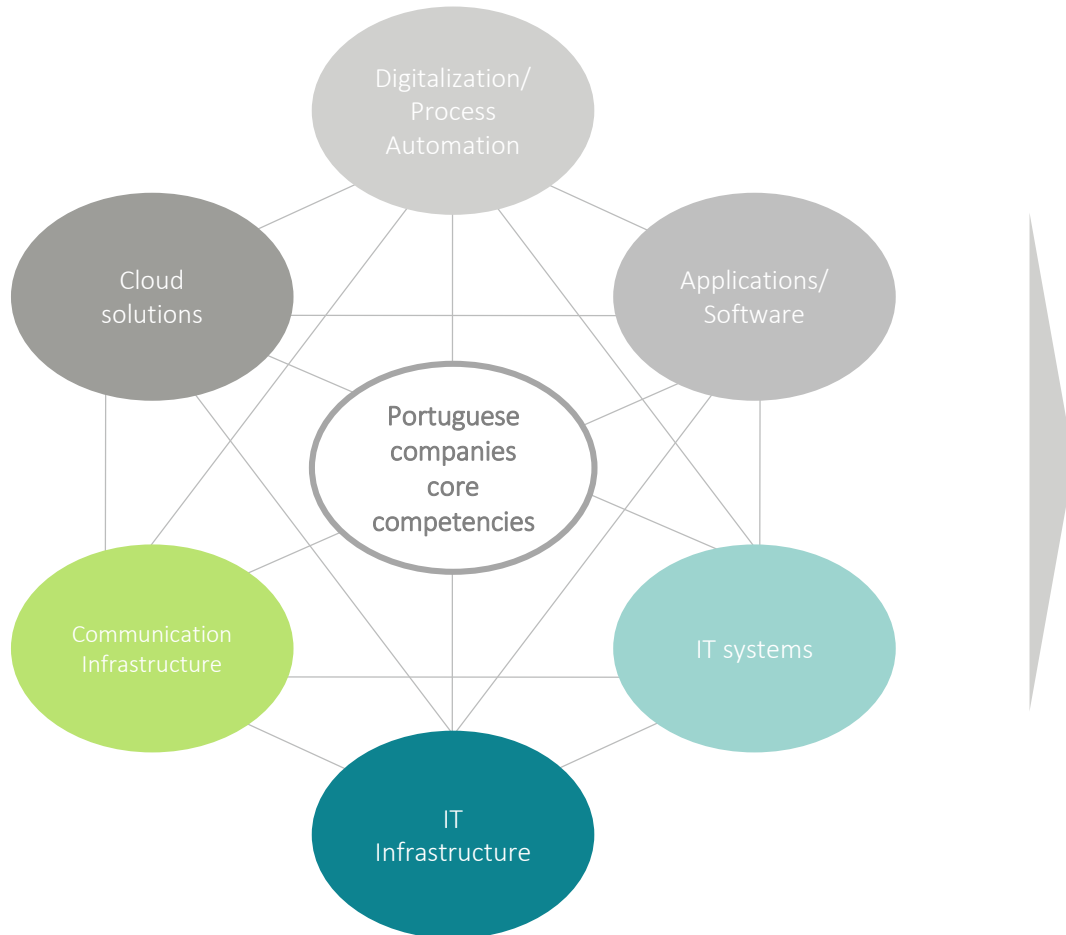 Digitalization/
Process
Automation
Cloud
solutions
Applications/
Software
Portuguese
companies
core
competencies
Communication
Infrastructure
IT systems
IT
Infrastructure